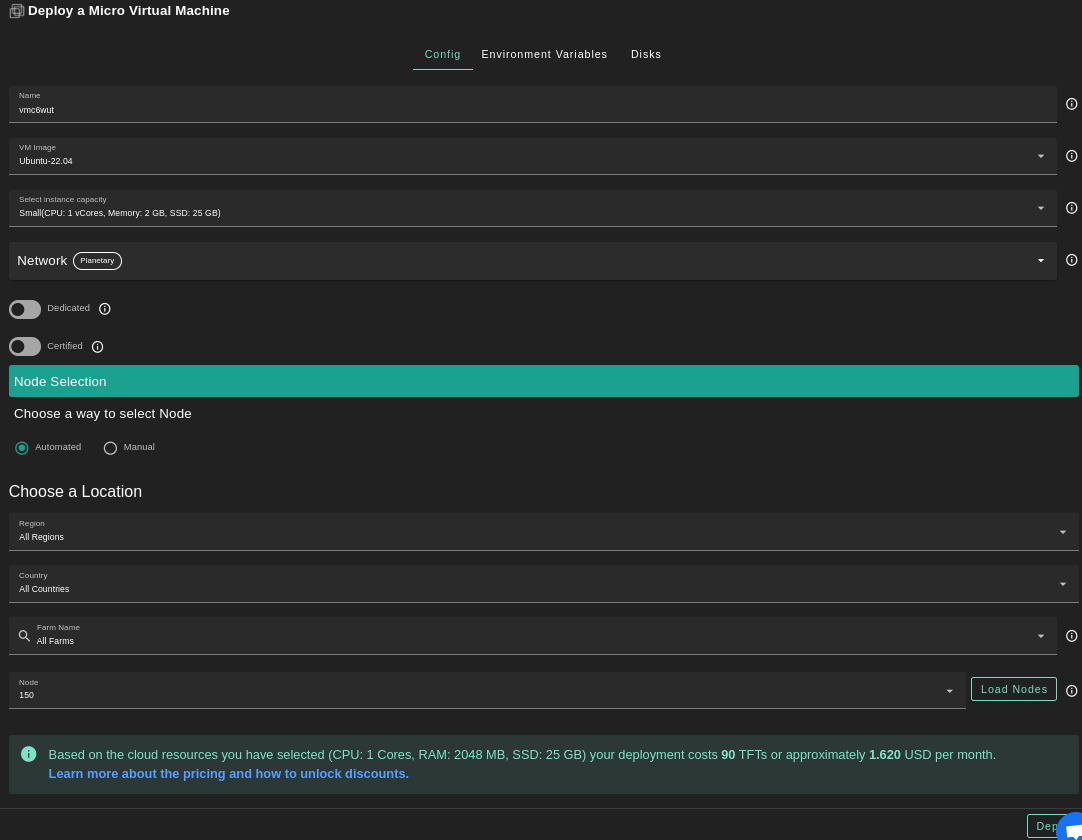 Deploy a Micro Virtual Machine
Config Environment Variables Disks
Name
vmc6wut
VM Image
Ubuntu-22.04
Select instance capacity
Small(CPU: 1 vCores, Memory: 2 GB, SSD: 25 GB)
Network Planetary
Dedicated
Certified
Node Selection
Choose a way to select Node
Automated Manual
Choose a Location
Region
All Regions
Country
All Countries
Farm Name
All Farms
Node
150
Load Nodes
Based on the cloud resources you have selected (CPU: 1 Cores, RAM: 2048 MB, SSD: 25 GB) your deployment costs 90 TFTs or approximately 1.620 USD per month.
Learn more about the pricing and how to unlock discounts.